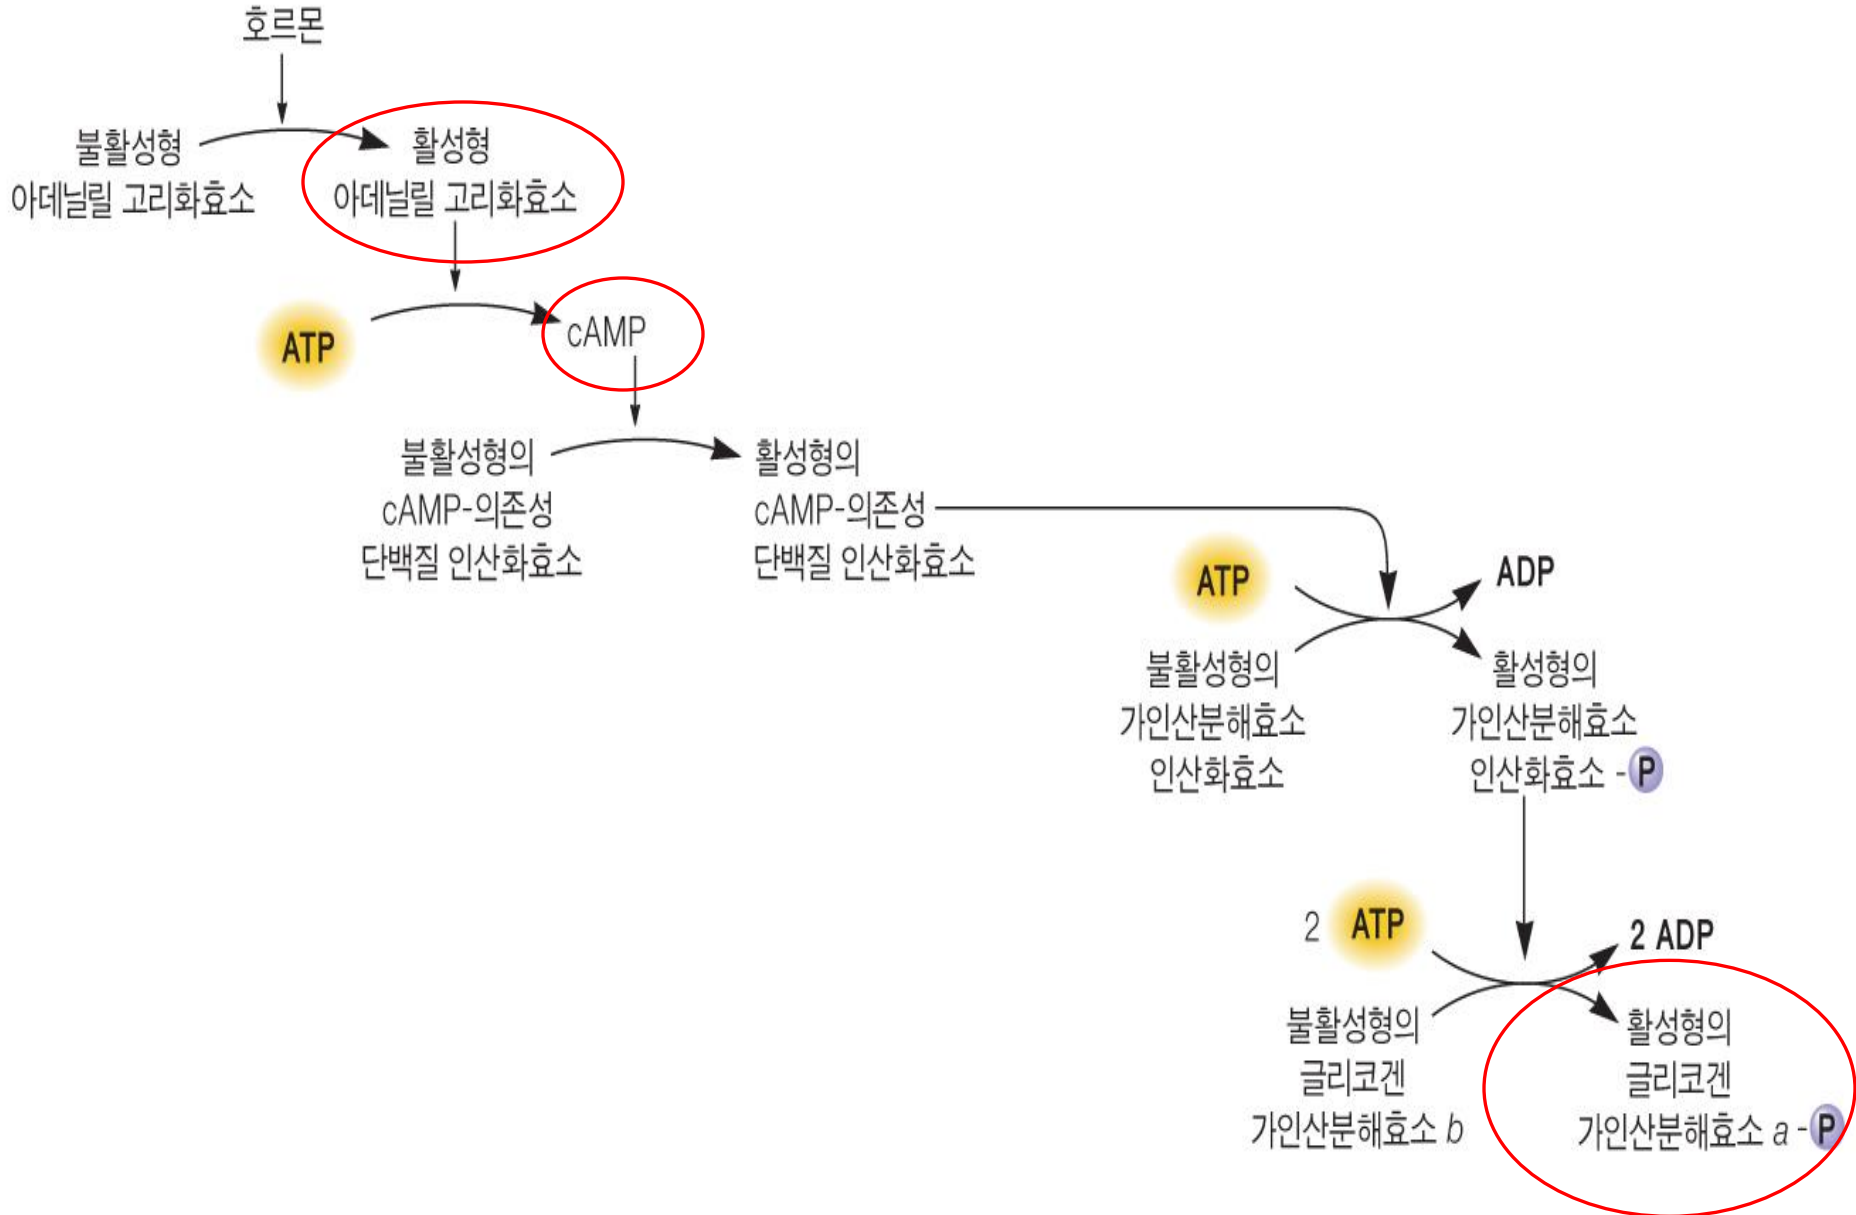 호르몬
불활성형
아데닐릴 고리화효소
활성형
아데닐릴 고리화효소
ATP
cAMP
불활성형의
cAMP-의존성
단백질 인산화효소
활성형의
cAMP-의존성
단백질 인산화효소
ATP
ADP
불활성형의
가인산분해효소
인산화효소
활성형의
가인산분해효소
인산화효소 -P
2 ATP
2 ADP
불활성형의
글리코겐
가인산분해효소 b
활성형의
글리코겐
가인산분해효소 a -P